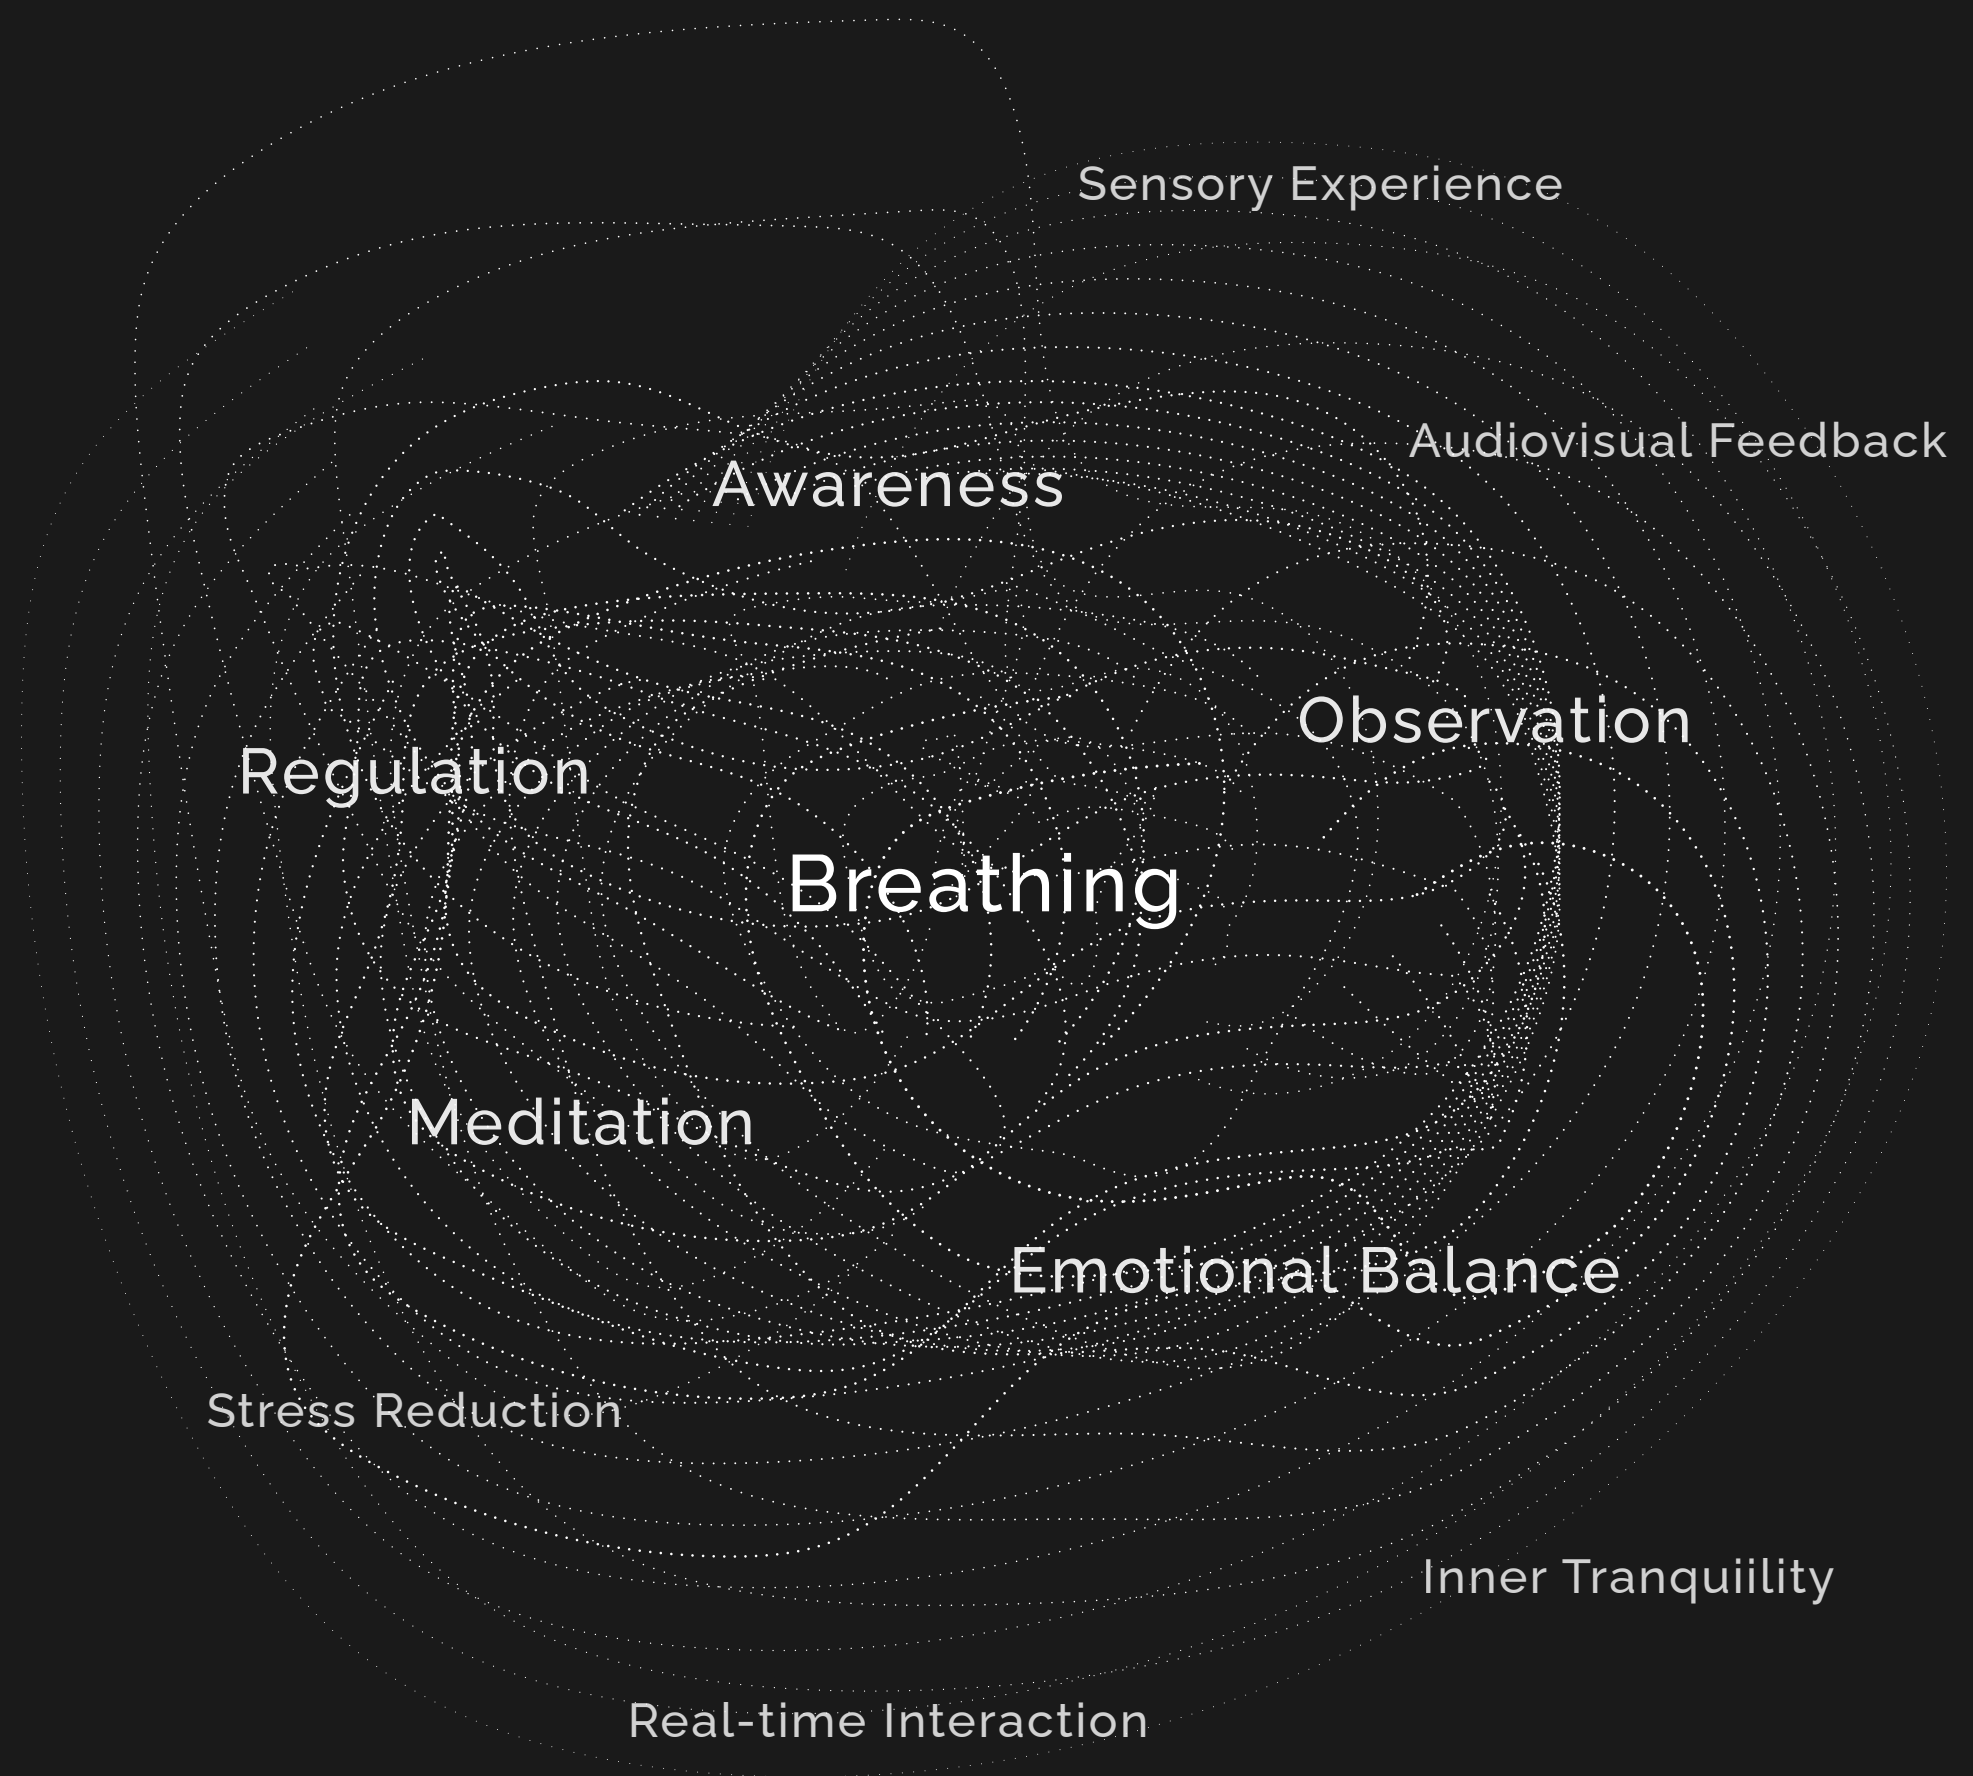 Sensory Experience
Audiovisual Feedback
Awareness
Observation
Regulation
Breathing
Meditation
Emotional Balance
Stress Reduction
Inner Tranquiility
Real-time Interaction